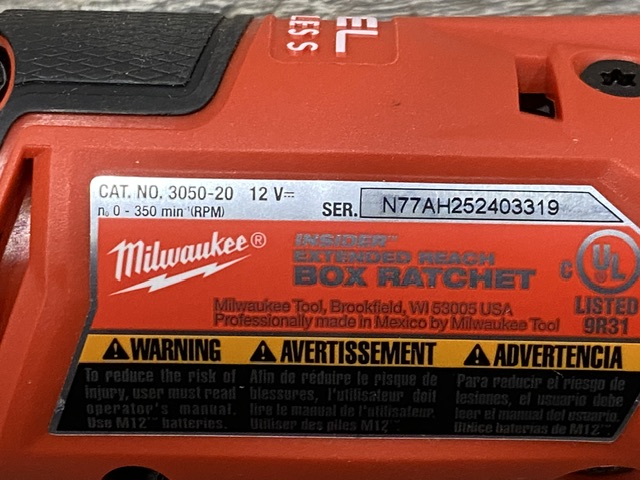 EL
LESS S
CAT. NO. 3050-20 12 V⎓
n₀ 0 - 350 min⁻¹(RPM)
SER. N77AH252403319
Milwaukee®
INSIDER™
EXTENDED REACH
BOX RATCHET
C UL
LISTED
9R31
Milwaukee Tool, Brookfield, WI 53005 USA
Professionally made in Mexico by Milwaukee Tool
WARNING
To reduce the risk of
injury, user must read
operator's manual.
Use M12™ batteries.
AVERTISSEMENT
Afin de réduire le risque de
blessures, l'utilisateur doit
lire le manuel de l'utilisateur.
Utiliser des piles M12™
ADVERTENCIA
Para reducir el riesgo de
lesiones, el usuario debe
leer el manual del usuario.
Utilice baterías de M12™